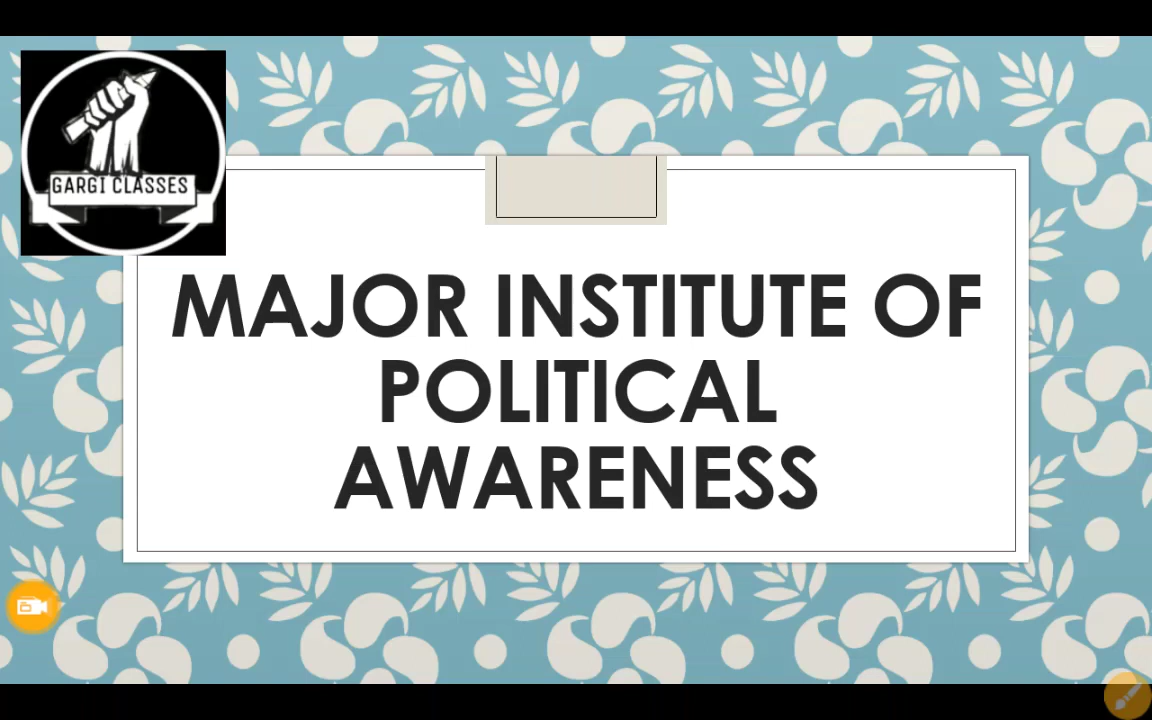 GARGI CLASSES
MAJOR INSTITUTE OF
POLITICAL
AWARENESS